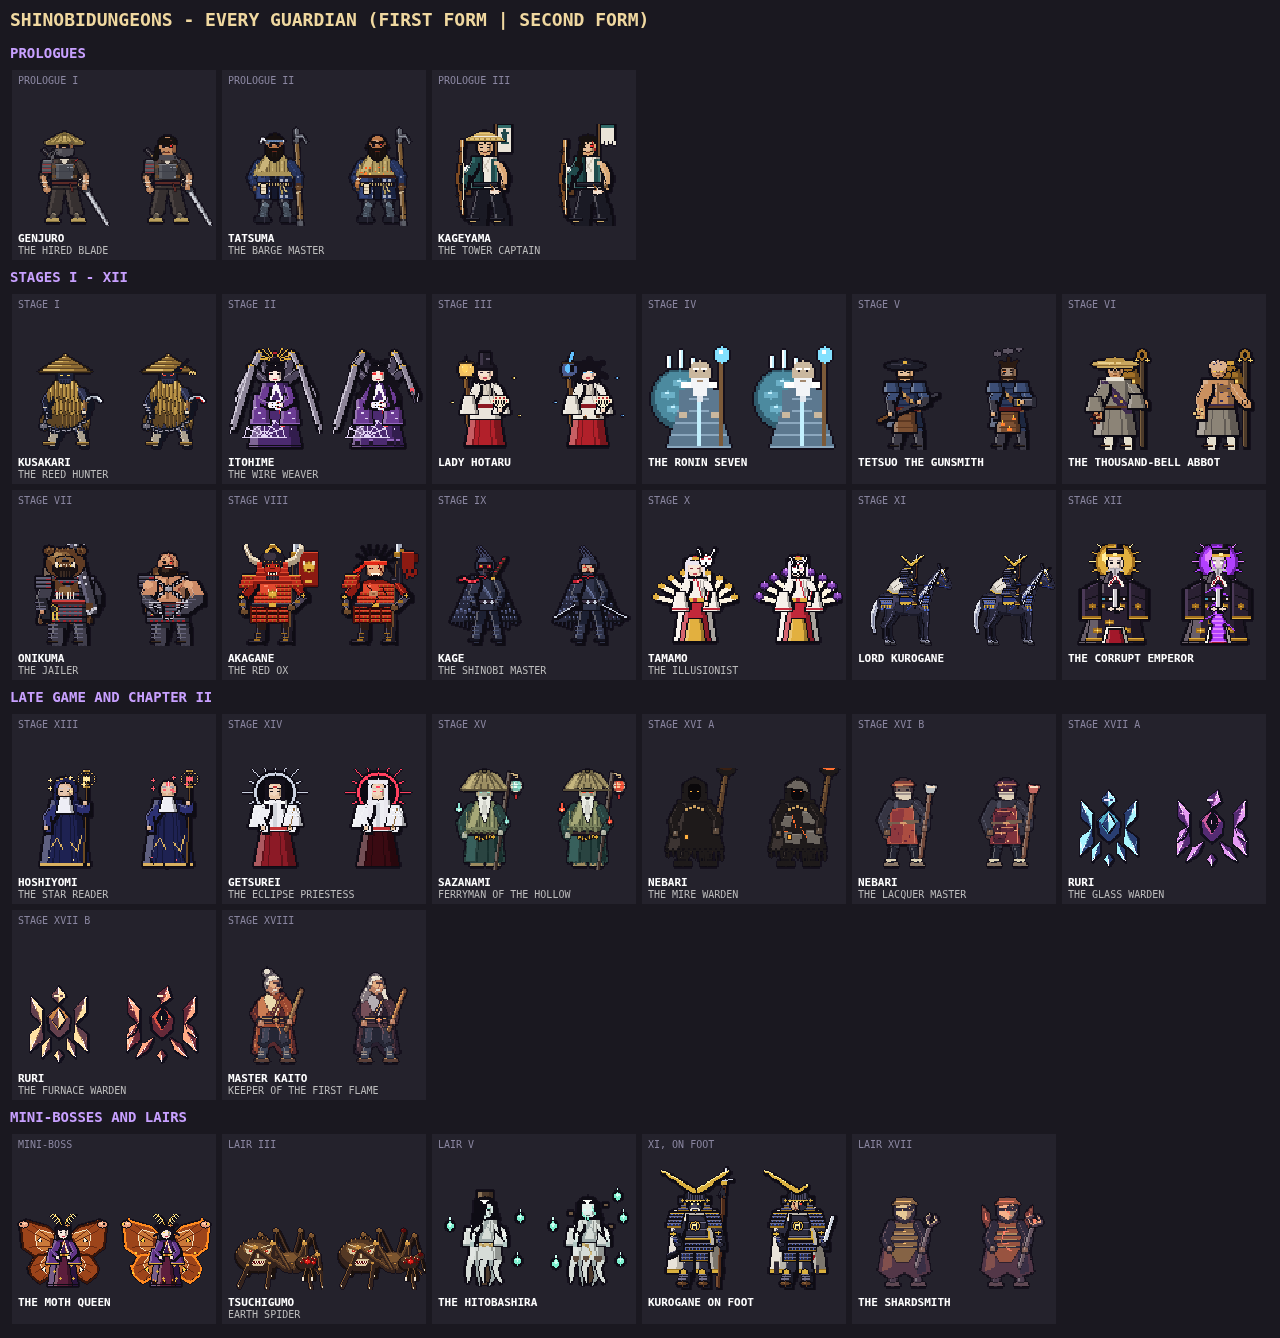 SHINOBIDUNGEONS - EVERY GUARDIAN (FIRST FORM | SECOND FORM)
PROLOGUES
PROLOGUE I
GENJURO
THE HIRED BLADE
PROLOGUE II
TATSUMA
THE BARGE MASTER
PROLOGUE III
KAGEYAMA
THE TOWER CAPTAIN
STAGES I - XII
STAGE I
KUSAKARI
THE REED HUNTER
STAGE II
ITOHIME
THE WIRE WEAVER
STAGE III
LADY HOTARU
STAGE IV
THE RONIN SEVEN
STAGE V
TETSUO THE GUNSMITH
STAGE VI
THE THOUSAND-BELL ABBOT
STAGE VII
ONIKUMA
THE JAILER
STAGE VIII
AKAGANE
THE RED OX
STAGE IX
KAGE
THE SHINOBI MASTER
STAGE X
TAMAMO
THE ILLUSIONIST
STAGE XI
LORD KUROGANE
STAGE XII
THE CORRUPT EMPEROR
LATE GAME AND CHAPTER II
STAGE XIII
HOSHIYOMI
THE STAR READER
STAGE XIV
GETSUREI
THE ECLIPSE PRIESTESS
STAGE XV
SAZANAMI
FERRYMAN OF THE HOLLOW
STAGE XVI A
NEBARI
THE MIRE WARDEN
STAGE XVI B
NEBARI
THE LACQUER MASTER
STAGE XVII A
RURI
THE GLASS WARDEN
STAGE XVII B
RURI
THE FURNACE WARDEN
STAGE XVIII
MASTER KAITO
KEEPER OF THE FIRST FLAME
MINI-BOSSES AND LAIRS
MINI-BOSS
THE MOTH QUEEN
LAIR III
TSUCHIGUMO
EARTH SPIDER
LAIR V
THE HITOBASHIRA
XI, ON FOOT
KUROGANE ON FOOT
LAIR XVII
THE SHARDSMITH